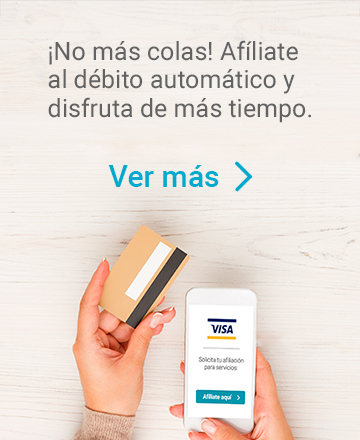 ¡No más colas! Afíliate
al débito automático y
disfruta de más tiempo.
Ver más
VISA
Solicita tu afiliación
para servicios
Afíliate aquí